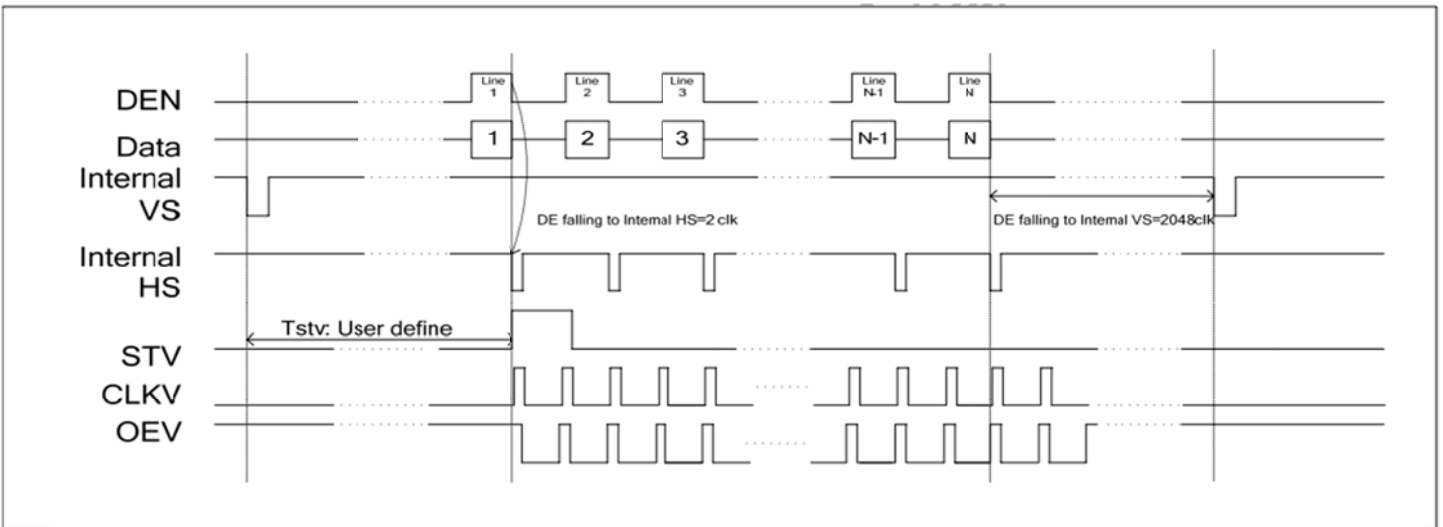 DEN
Line
1
Line
2
Line
3
Line
N-1
Line
N
Data
1
2
3
N-1
N
Internal
VS
DE falling to Internal HS=2 clk
DE falling to Internal VS=2048clk
Internal
HS
Tstv: User define
STV
CLKV
OEV